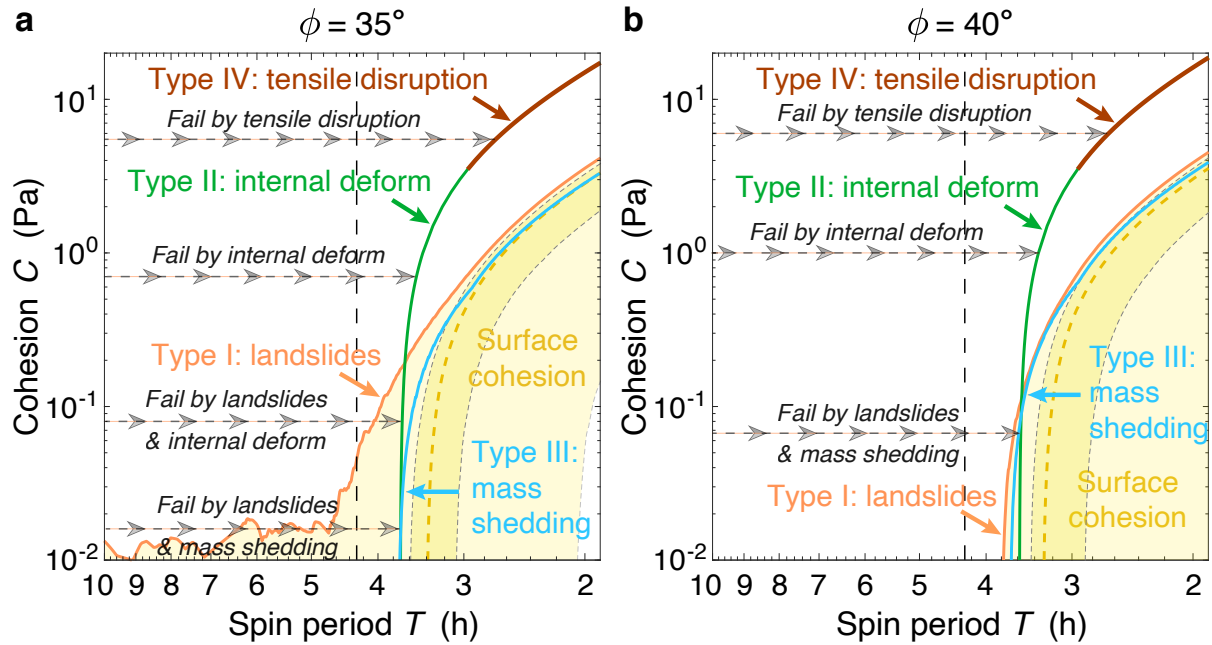 a
ϕ = 35°
Type IV: tensile disruption
Fail by tensile disruption
Type II: internal deform
Fail by internal deform
Type I: landslides
Surface
cohesion
Fail by landslides
& internal deform
Type III:
mass
shedding
Fail by landslides
& mass shedding
Cohesion C (Pa)
10¹
10⁰
10⁻¹
10⁻²
10 9 8 7 6 5 4 3 2
Spin period T (h)
b
ϕ = 40°
Type IV: tensile disruption
Fail by tensile disruption
Type II: internal deform
Fail by internal deform
Type III:
mass
shedding
Fail by landslides
& mass shedding
Type I: landslides
Surface
cohesion
Cohesion C (Pa)
10¹
10⁰
10⁻¹
10⁻²
10 9 8 7 6 5 4 3 2
Spin period T (h)